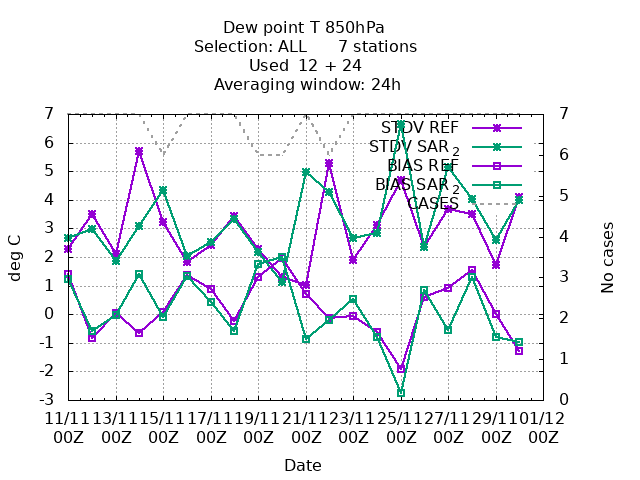 Dew point T 850hPa
Selection: ALL 7 stations
Used 12 + 24
Averaging window: 24h
7 7
STDV REF
6 6
STDV SAR 2
BIAS REF
5 5
BIAS SAR 2
4 4
CASES
3 3
2 2
1 1
0 0
-1
-2
-3
deg C
No cases
11/11 13/11 15/11 17/11 19/11 21/11 23/11 25/11 27/11 29/11 01/12
00Z 00Z 00Z 00Z 00Z 00Z 00Z 00Z 00Z 00Z 00Z
Date